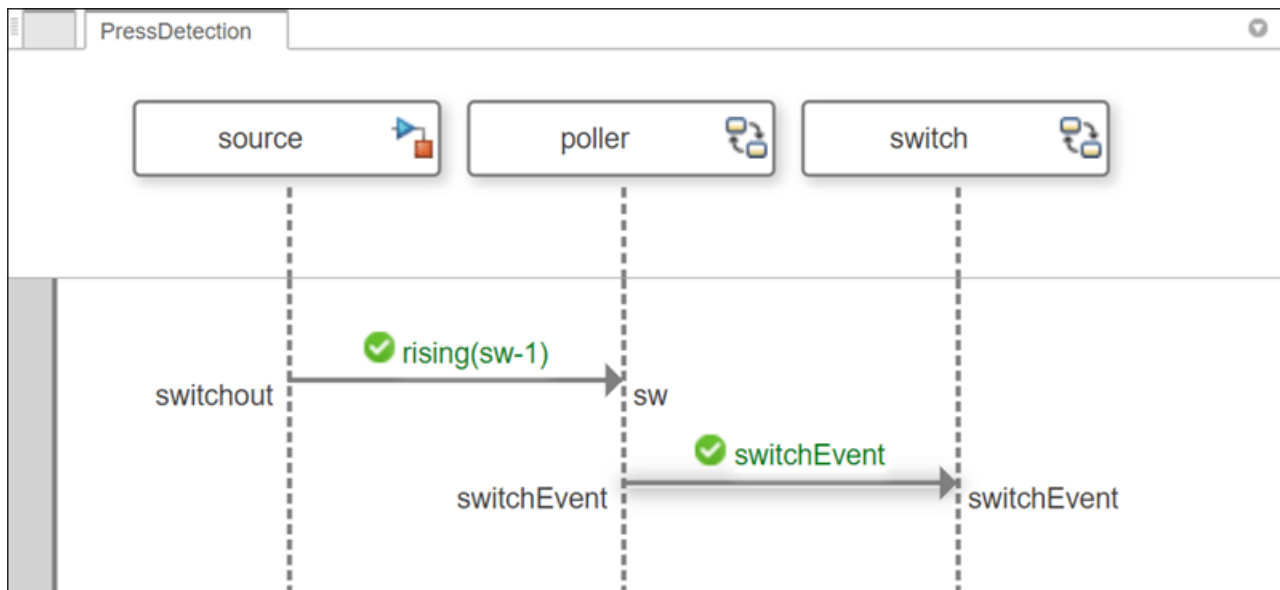 PressDetection
source
poller
switch
rising(sw-1)
switchout
sw
switchEvent
switchEvent
switchEvent